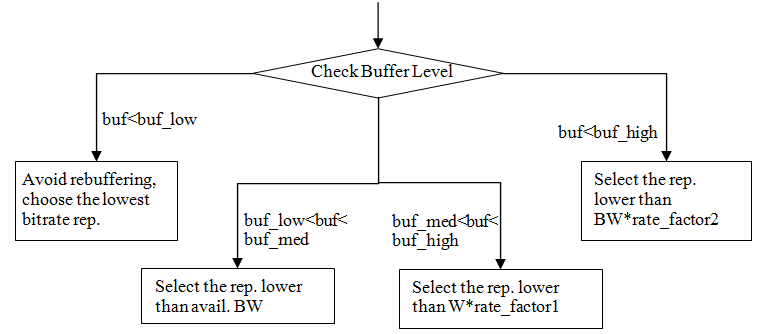 Check Buffer Level
buf<buf_low
buf<buf_high
Avoid rebuffering,
choose the lowest
bitrate rep.
Select the rep.
lower than
BW*rate_factor2
buf_low<buf<
buf_med
buf_med<buf<
buf_high
Select the rep. lower
than avail. BW
Select the rep. lower
than W*rate_factor1